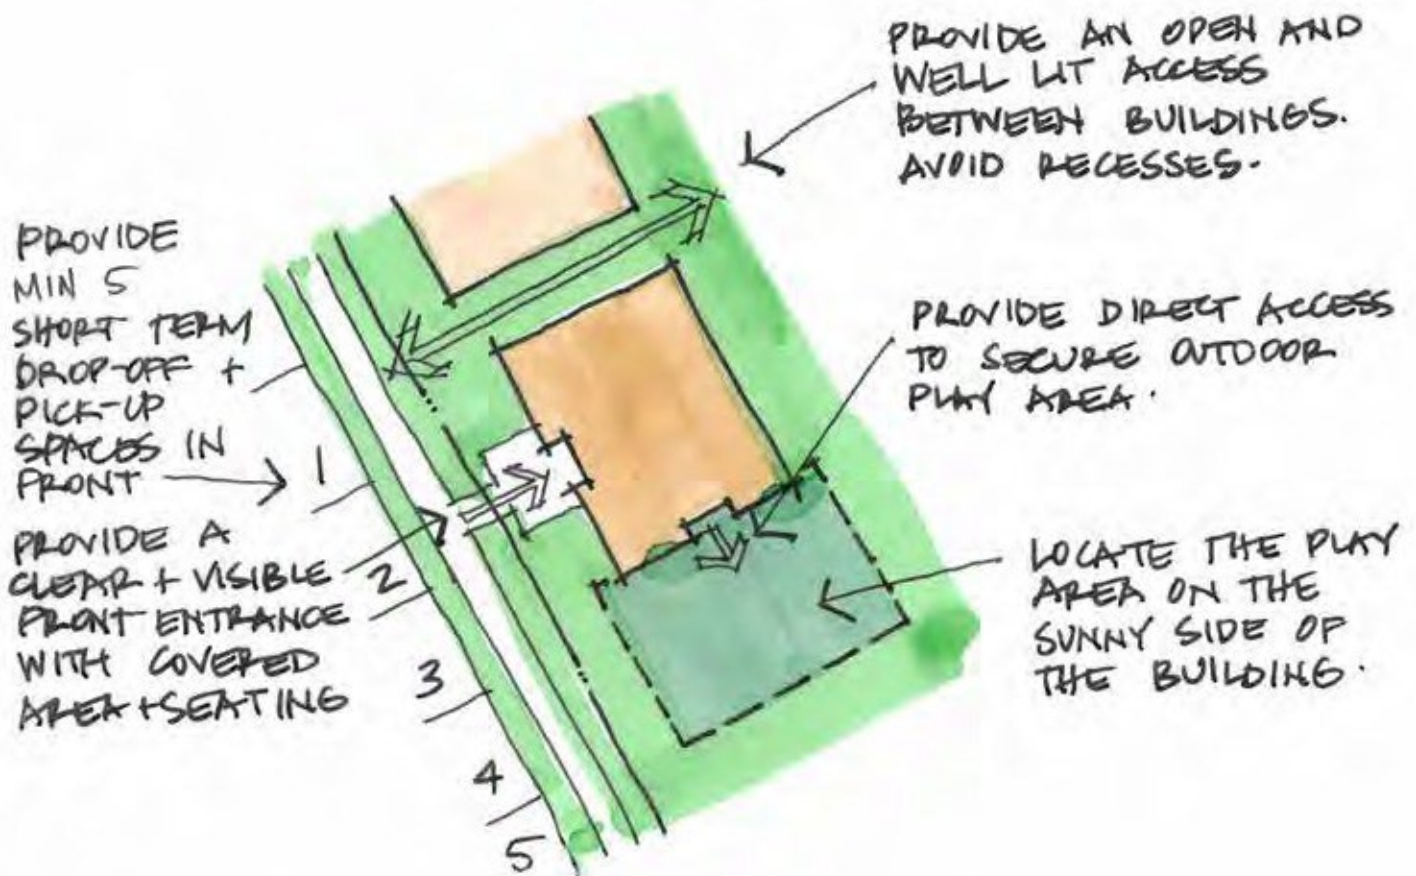 PROVIDE AN OPEN AND
WELL LIT ACCESS
BETWEEN BUILDINGS.
AVOID RECESSES.
PROVIDE
MIN 5
SHORT TERM
DROP-OFF +
PICK-UP
SPACES IN
FRONT
PROVIDE A
CLEAR + VISIBLE
FRONT ENTRANCE
WITH COVERED
AREA + SEATING
1
2
3
4
5
PROVIDE DIRECT ACCESS
TO SECURE OUTDOOR
PLAY AREA.
LOCATE THE PLAY
AREA ON THE
SUNNY SIDE OF
THE BUILDING.